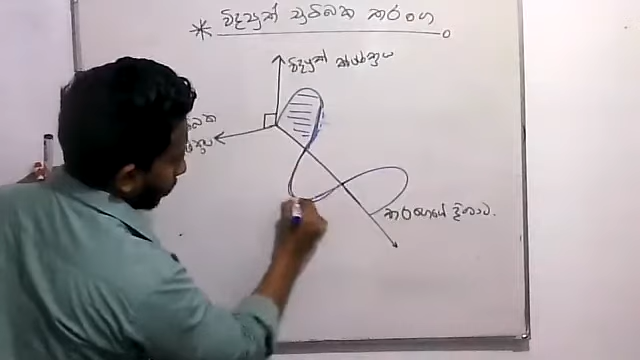 * විද්‍යුත් චුම්බක තරංග
විද්‍යුත් ක්ෂේත්‍රය
තරංගයේ දිශාව.